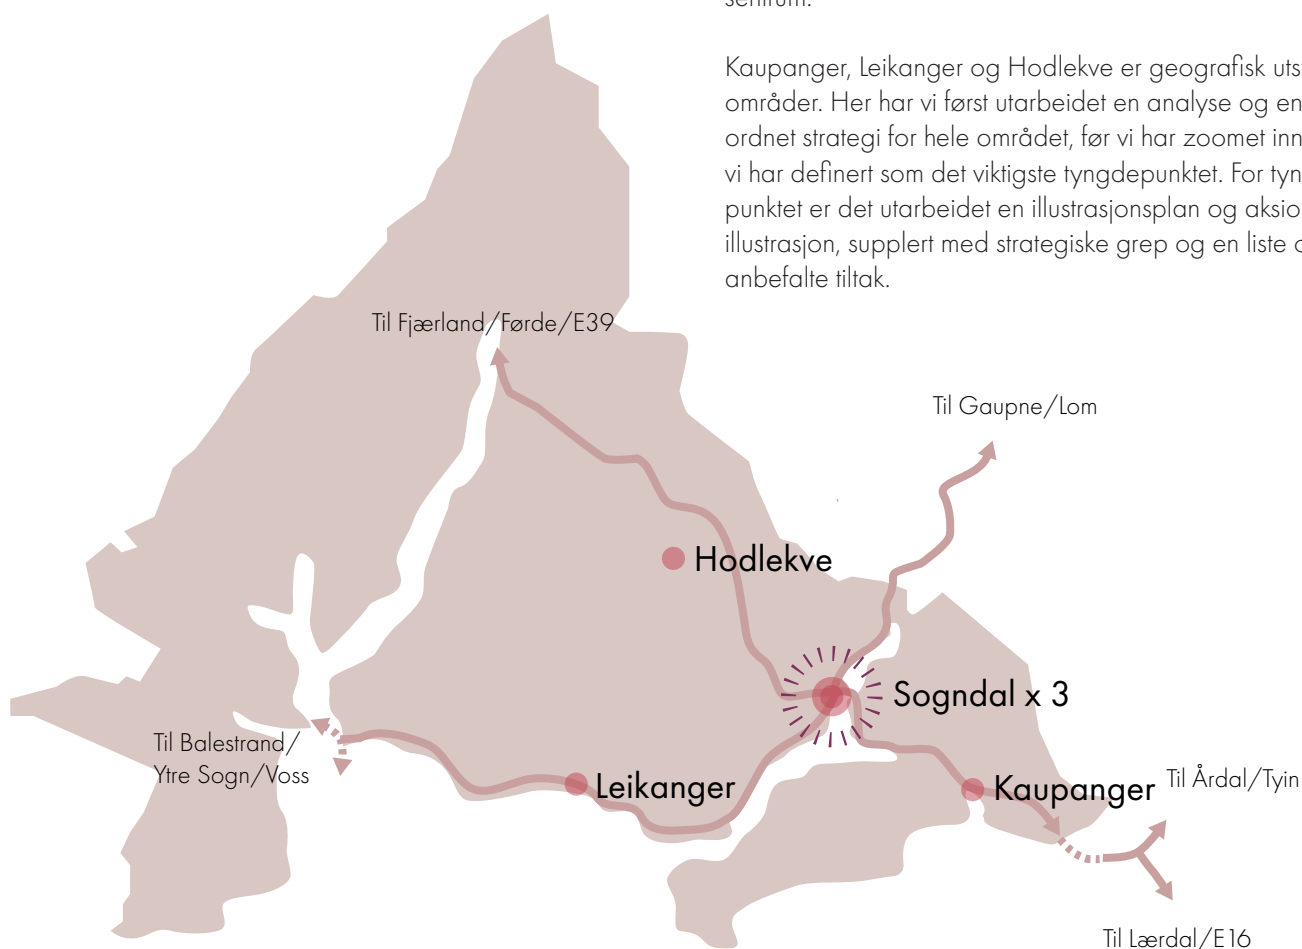 sentrum.
Kaupanger, Leikanger og Hodlekve er geografisk uts
områder. Her har vi først utarbeidet en analyse og en
ordnet strategi for hele området, før vi har zoomet inn
vi har definert som det viktigste tyngdepunktet. For tyn
punktet er det utarbeidet en illustrasjonsplan og aksio
illustrasjon, supplert med strategiske grep og en liste
anbefalte tiltak.
Til Fjærland/Førde/E39
Til Gaupne/Lom
Hodlekve
Sogndal x 3
Til Balestrand/
Ytre Sogn/Voss
Leikanger
Kaupanger
Til Årdal/Tyin
Til Lærdal/E16